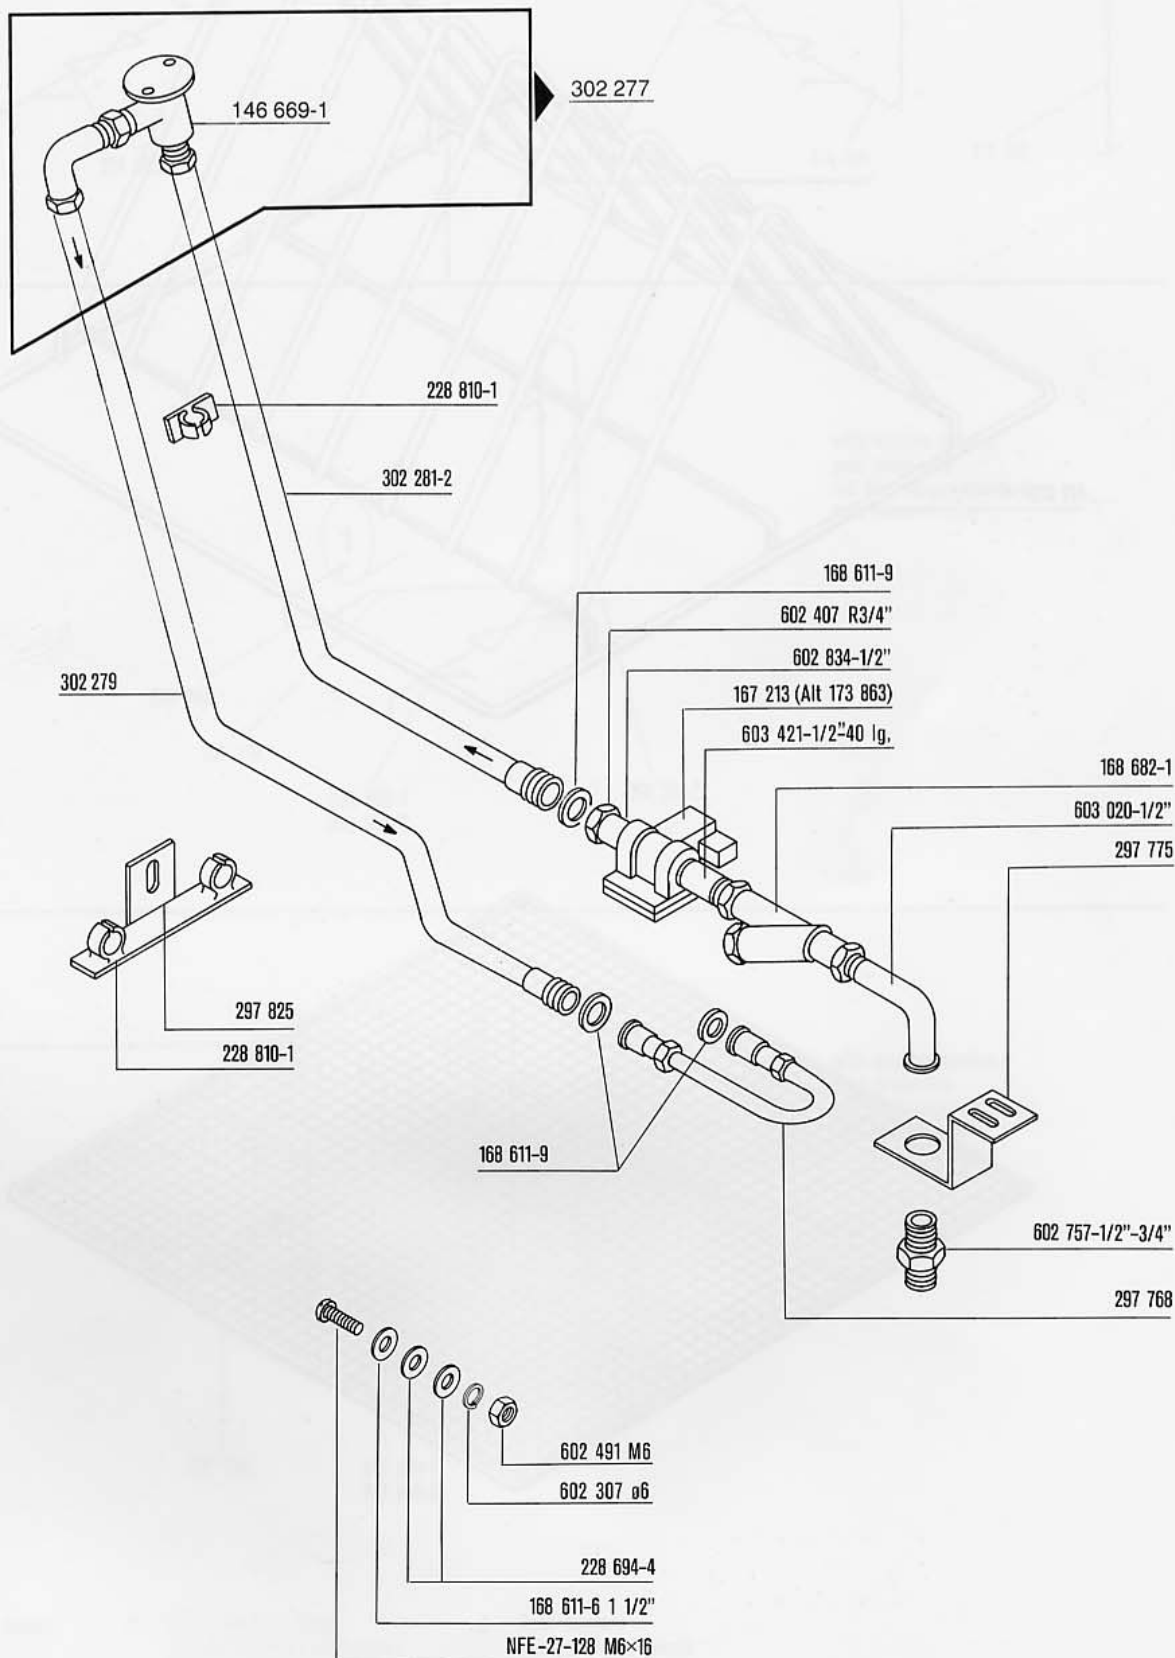 302 277
146 669-1
228 810-1
302 281-2
168 611-9
602 407 R3/4"
602 834-1/2"
302 279
167 213 (Alt 173 863)
603 421-1/2"-40 lg.
168 682-1
603 020-1/2"
297 775
297 825
228 810-1
168 611-9
602 757-1/2"-3/4"
297 768
602 491 M6
602 307 ø6
228 694-4
168 611-6 1 1/2"
NFE-27-128 M6×16